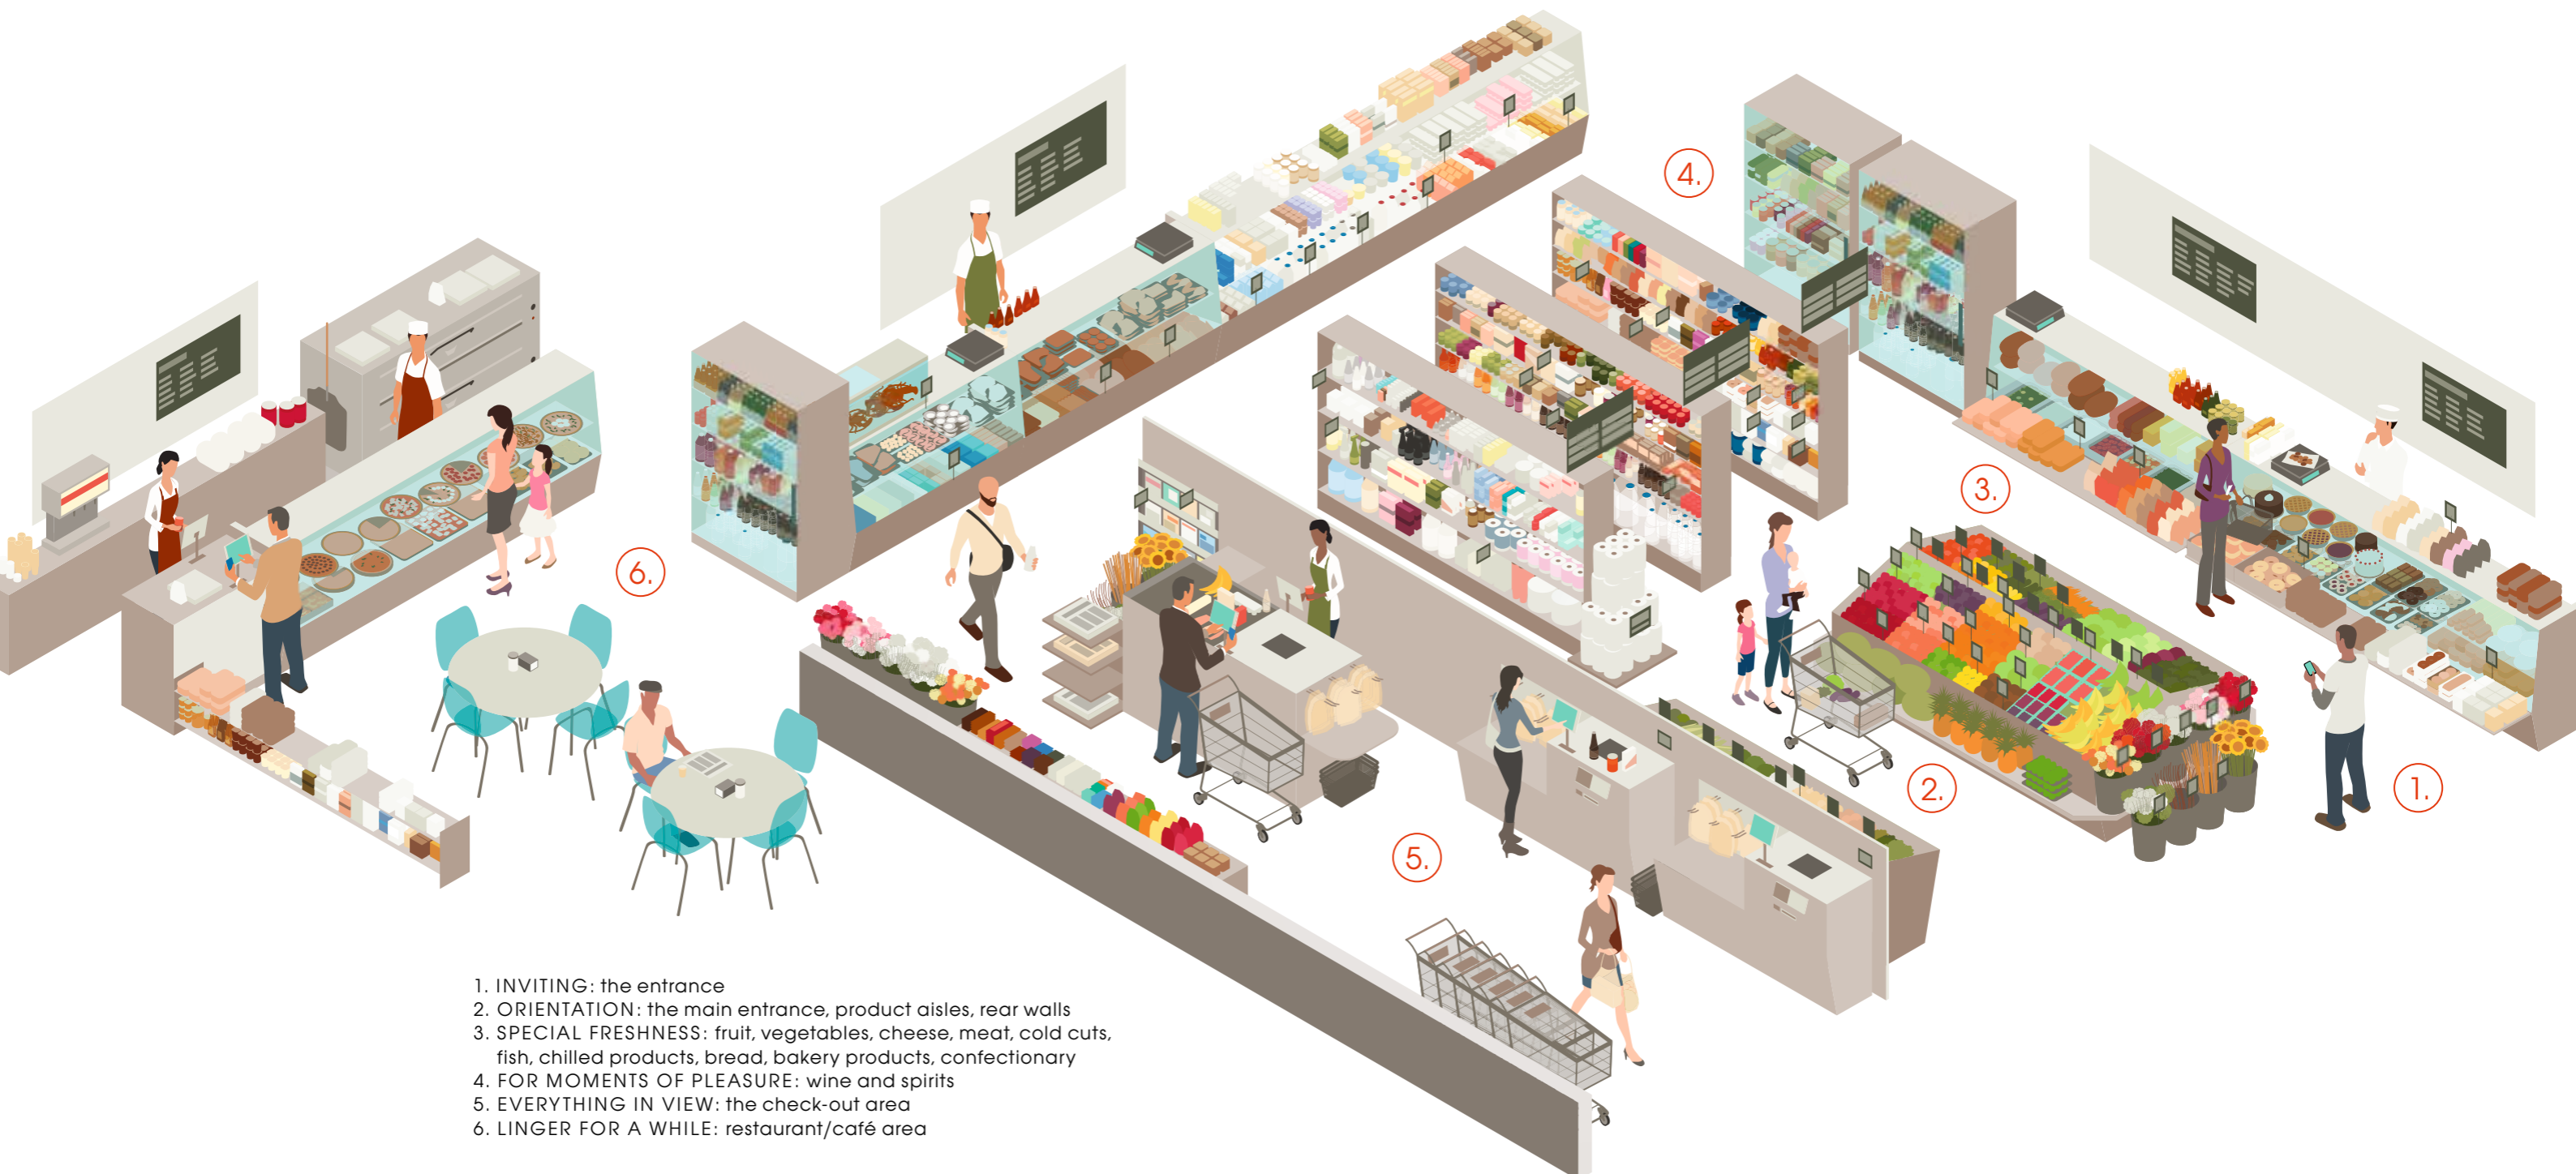 4.
3.
6.
2.
1.
5.
1. INVITING: the entrance
2. ORIENTATION: the main entrance, product aisles, rear walls
3. SPECIAL FRESHNESS: fruit, vegetables, cheese, meat, cold cuts,
fish, chilled products, bread, bakery products, confectionary
4. FOR MOMENTS OF PLEASURE: wine and spirits
5. EVERYTHING IN VIEW: the check-out area
6. LINGER FOR A WHILE: restaurant/café area